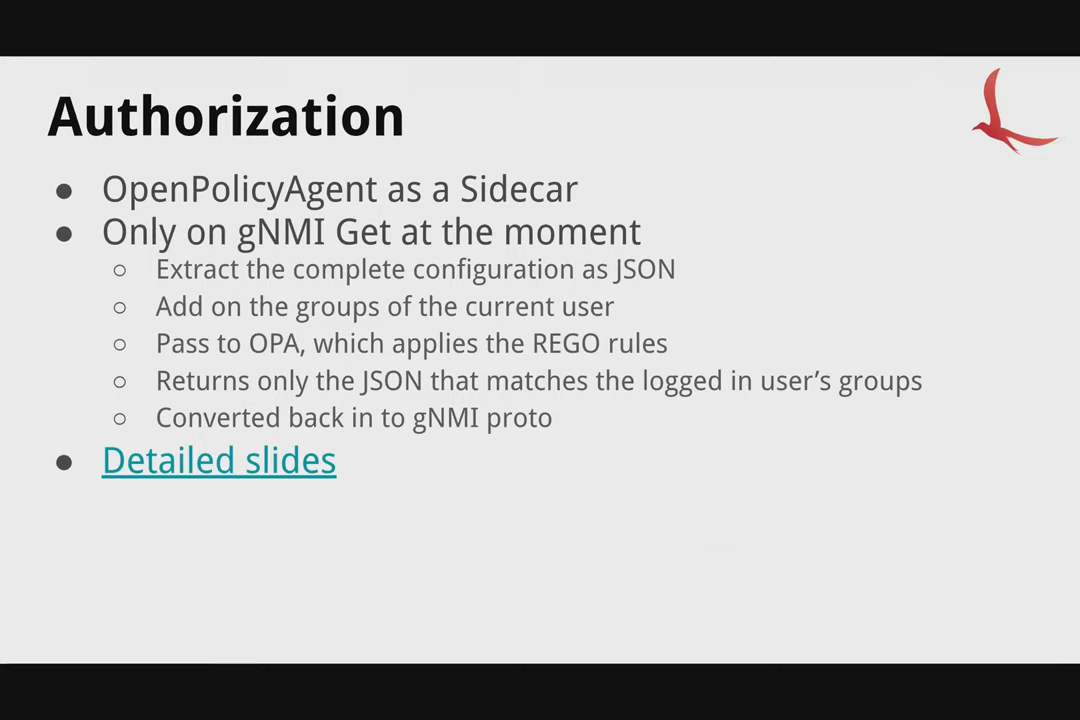 Authorization
● OpenPolicyAgent as a Sidecar
● Only on gNMI Get at the moment
○ Extract the complete configuration as JSON
○ Add on the groups of the current user
○ Pass to OPA, which applies the REGO rules
○ Returns only the JSON that matches the logged in user’s groups
○ Converted back in to gNMI proto
● Detailed slides